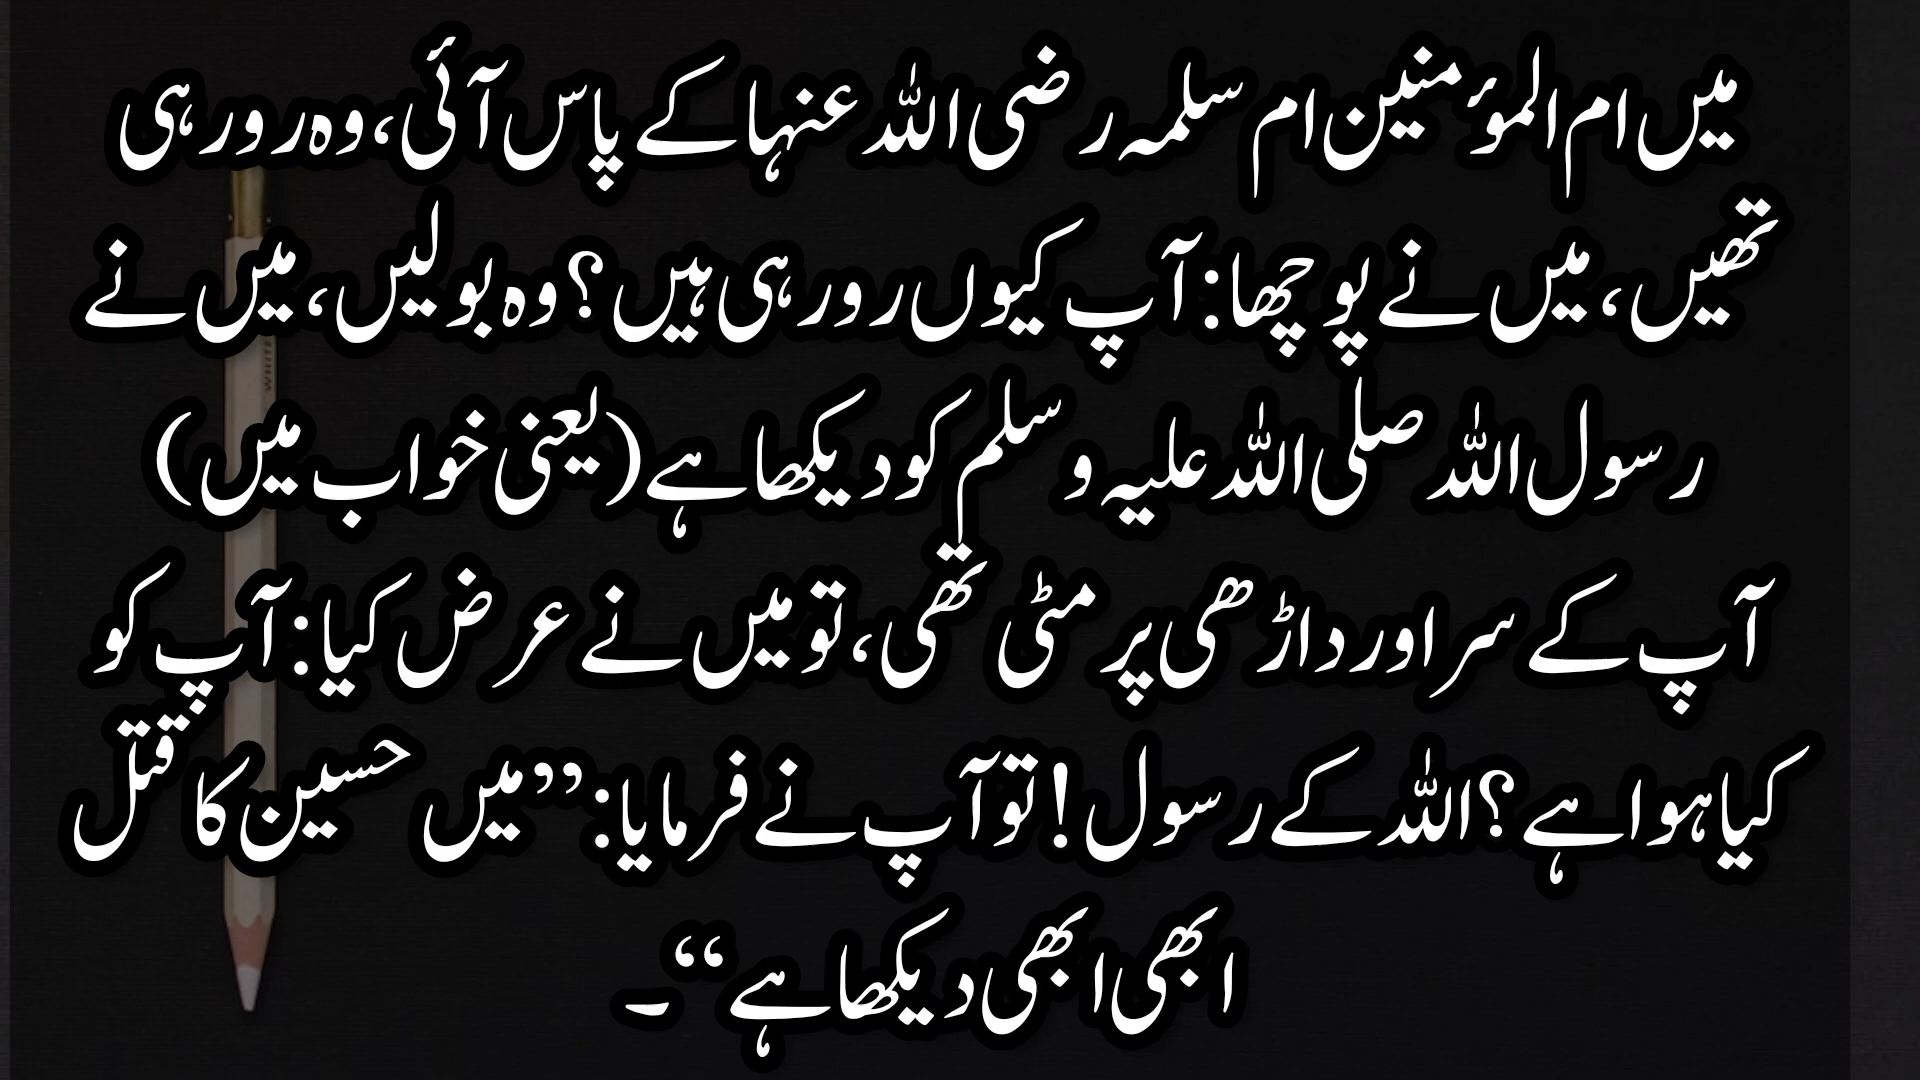 میں ام المؤمنین ام سلمہ رضی اللہ عنہا کے پاس آئی، وہ رو رہی
تھیں، میں نے پوچھا: آپ کیوں رو رہی ہیں؟ وہ بولیں، میں نے
رسول اللہ صلی اللہ علیہ وسلم کو دیکھا ہے (یعنی خواب میں)
آپ کے سر اور داڑھی پر مٹی تھی، تو میں نے عرض کیا: آپ کو
کیا ہوا ہے؟ اللہ کے رسول! تو آپ نے فرمایا: ”میں حسین کا قتل
ابھی ابھی دیکھا ہے“۔
WHITE